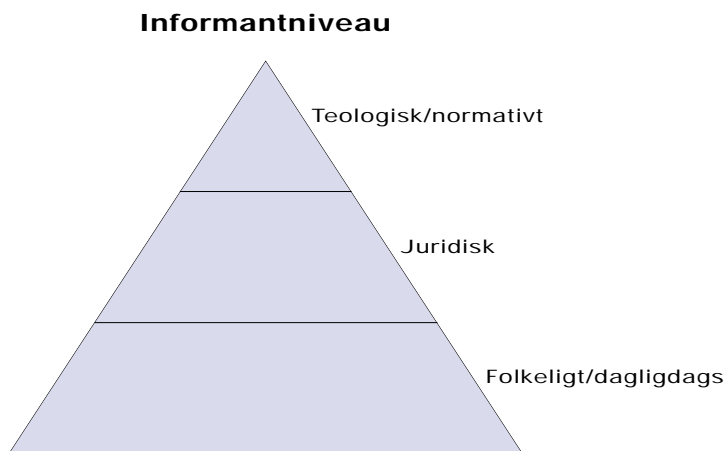 Informantniveau
Teologisk/normativt
Juridisk
Folkeligt/dagligdags